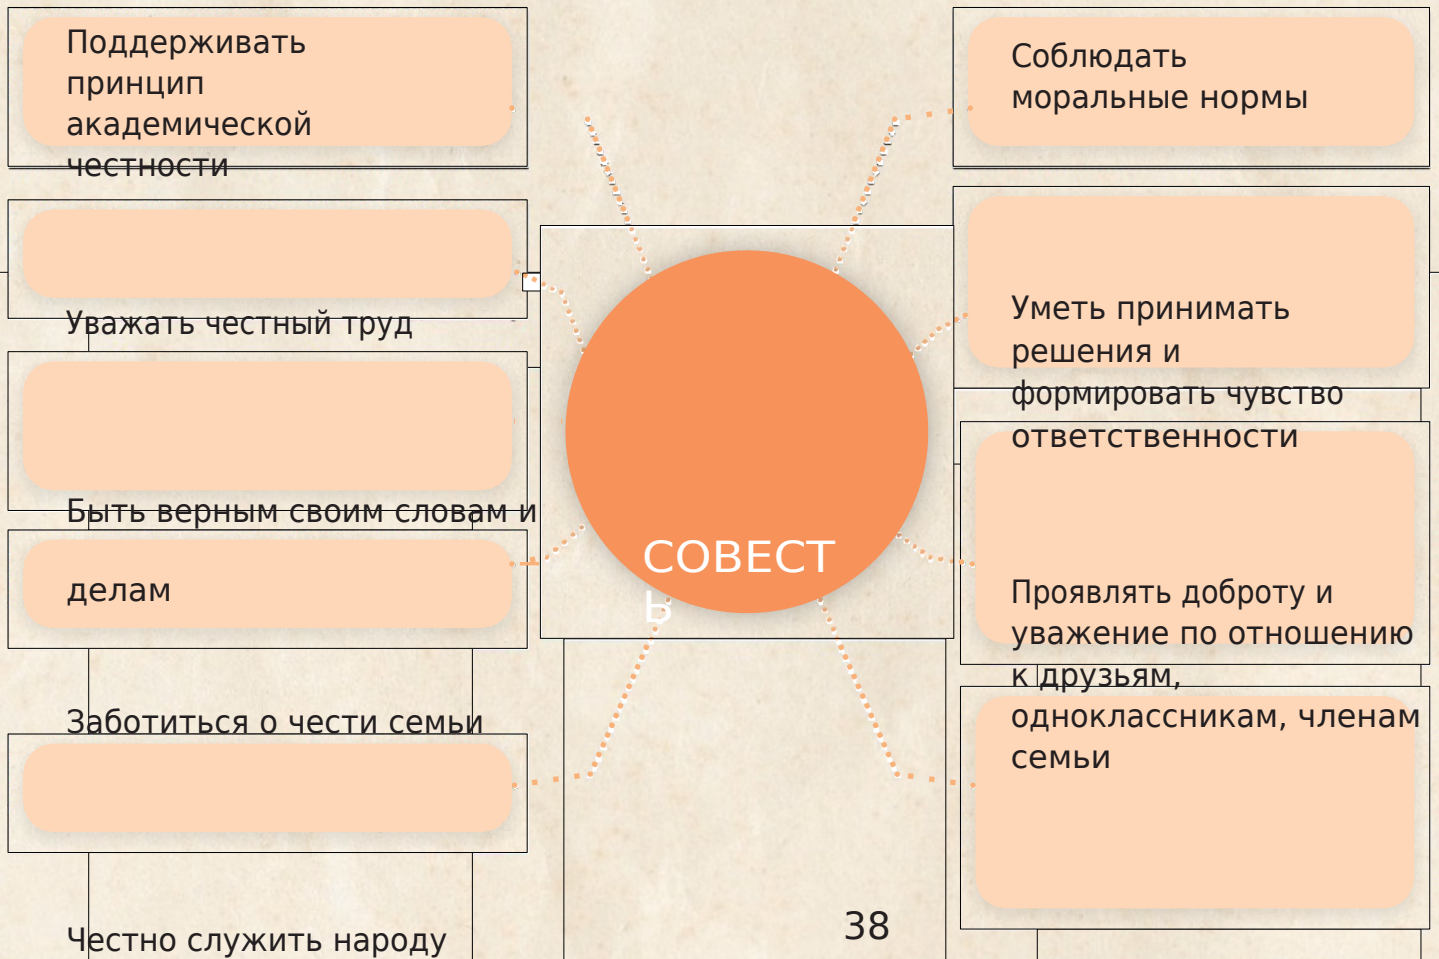 Поддерживать
принцип
академической
честности
Уважать честный труд
Быть верным своим словам и
делам
Заботиться о чести семьи
Честно служить народу
СОВЕСТ
Ь
Соблюдать
моральные нормы
Уметь принимать
решения и
формировать чувство
ответственности
Проявлять доброту и
уважение по отношению
к друзьям,
одноклассникам, членам
семьи
38